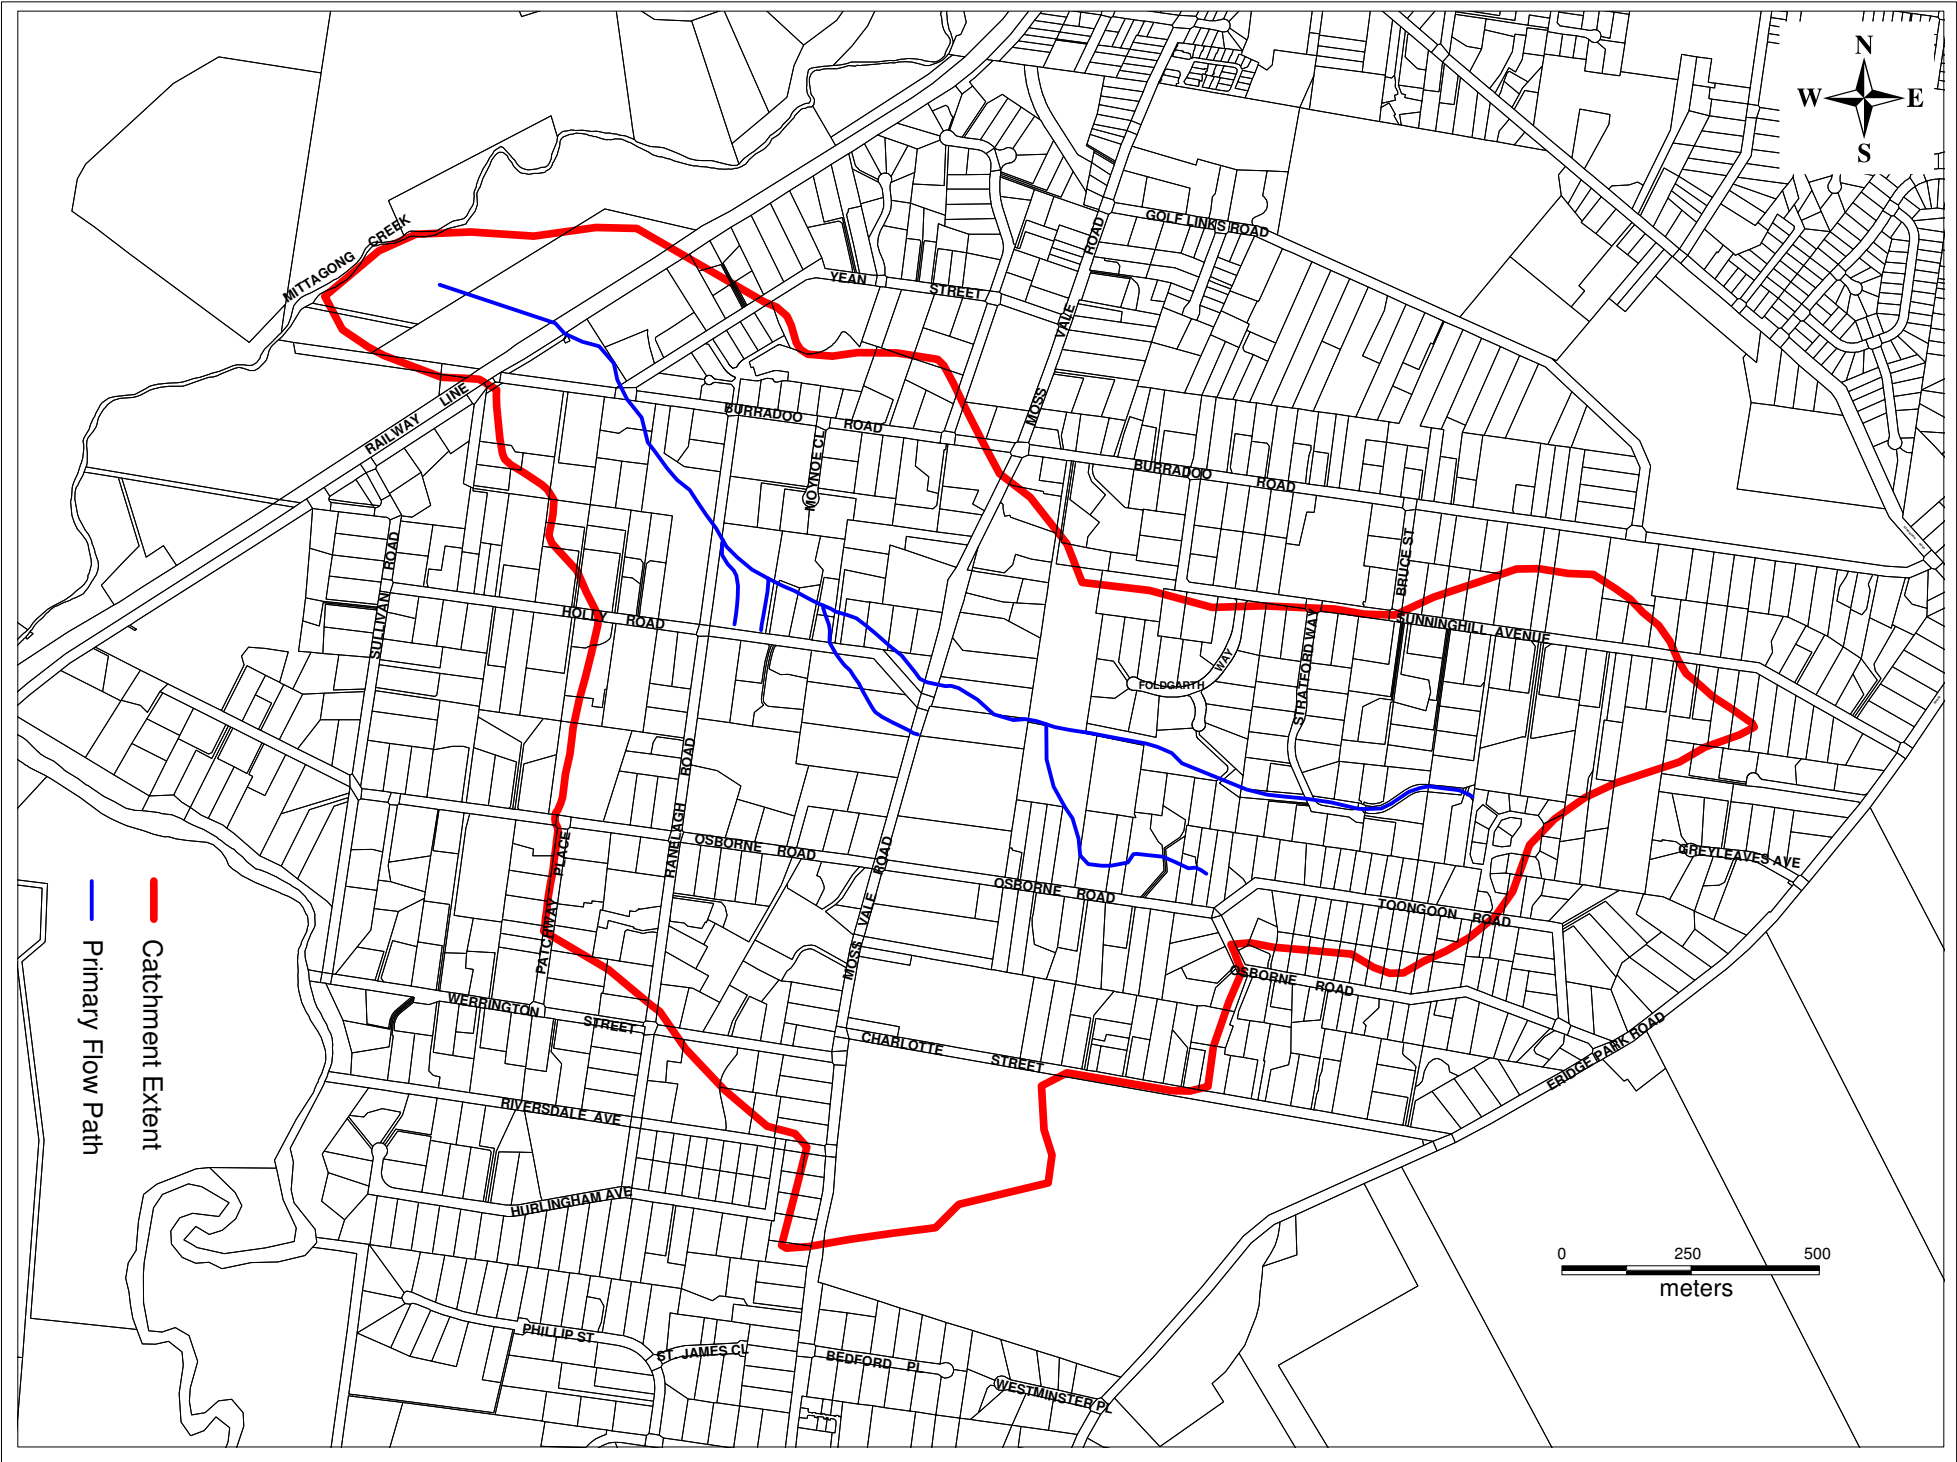 N
W E
S
GOLF LINKS ROAD
MITTAGONG CREEK
YEAN STREET
MOSS VALE ROAD
RAILWAY LINE
BURRADOO ROAD
MOYNOE CL
BURRADOO ROAD
BRUCE ST
SULLIVAN ROAD
HOLLY ROAD
SUNNINGHILL AVENUE
FOLDGARTH WAY
STRATFORD WAY
RANELAGH ROAD
OSBORNE ROAD
PATCHWAY PLACE
MOSS VALE ROAD
OSBORNE ROAD
GREYLEAVES AVE
TOONGOON ROAD
OSBORNE ROAD
WERRINGTON STREET
CHARLOTTE STREET
ERIDGE PARK ROAD
RIVERSDALE AVE
HURLINGHAM AVE
Catchment Extent
Primary Flow Path
0 250 500
meters
PHILLIP ST
ST JAMES CL
BEDFORD Pl
WESTMINSTER PL